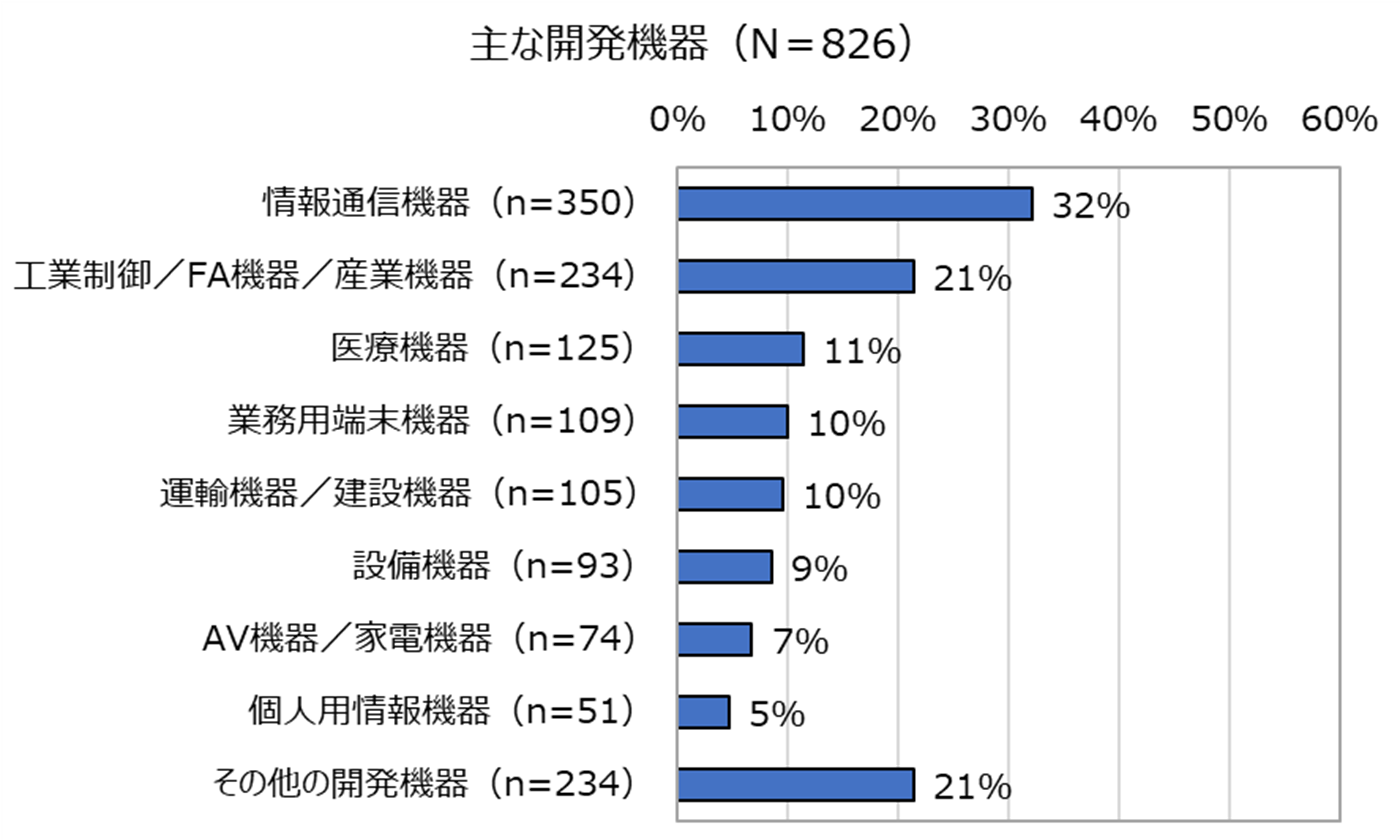 主な開発機器（N＝826）
0% 10% 20% 30% 40% 50% 60%
情報通信機器（n=350） 32%
工業制御／FA機器／産業機器（n=234） 21%
医療機器（n=125） 11%
業務用端末機器（n=109） 10%
運輸機器／建設機器（n=105） 10%
設備機器（n=93） 9%
AV機器／家電機器（n=74） 7%
個人用情報機器（n=51） 5%
その他の開発機器（n=234） 21%